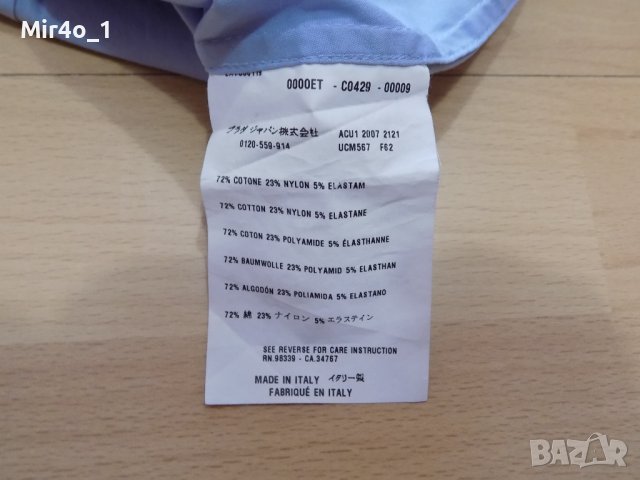 Mir4o_1
0000ET - C0429 - 00009
プラダ ジャパン株式会社 ACU1 2007 2121
0120-559-914 UCM567 F62
72% COTONE 23% NYLON 5% ELASTAM
72% COTTON 23% NYLON 5% ELASTANE
72% COTON 23% POLYAMIDE 5% ÉLASTHANNE
72% BAUMWOLLE 23% POLYAMID 5% ELASTHAN
72% ALGODÓN 23% POLIAMIDA 5% ELASTANO
72% 綿 23% ナイロン 5% エラステイン
SEE REVERSE FOR CARE INSTRUCTION
RN.98339 - CA.34767
MADE IN ITALY イタリー製
FABRIQUÉ EN ITALY
BAZAR